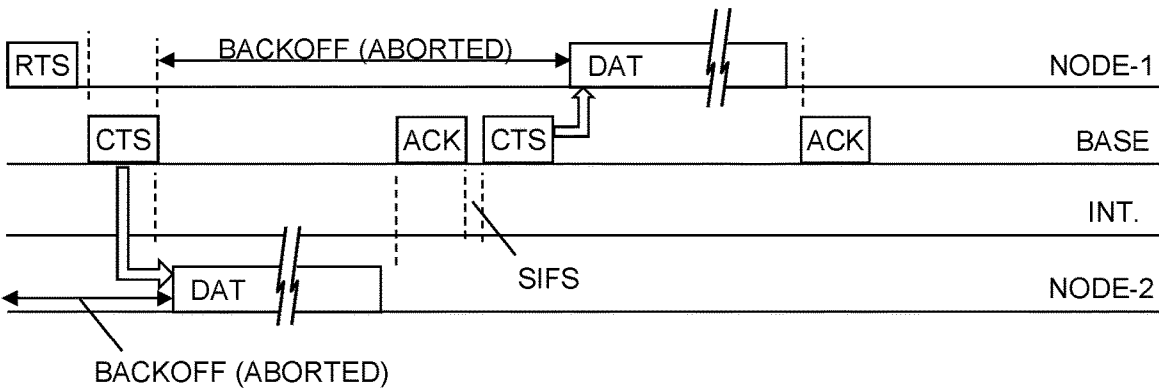 BACKOFF (ABORTED)
RTS
DAT
NODE-1
CTS
ACK
CTS
ACK
BASE
INT.
SIFS
DAT
NODE-2
BACKOFF (ABORTED)